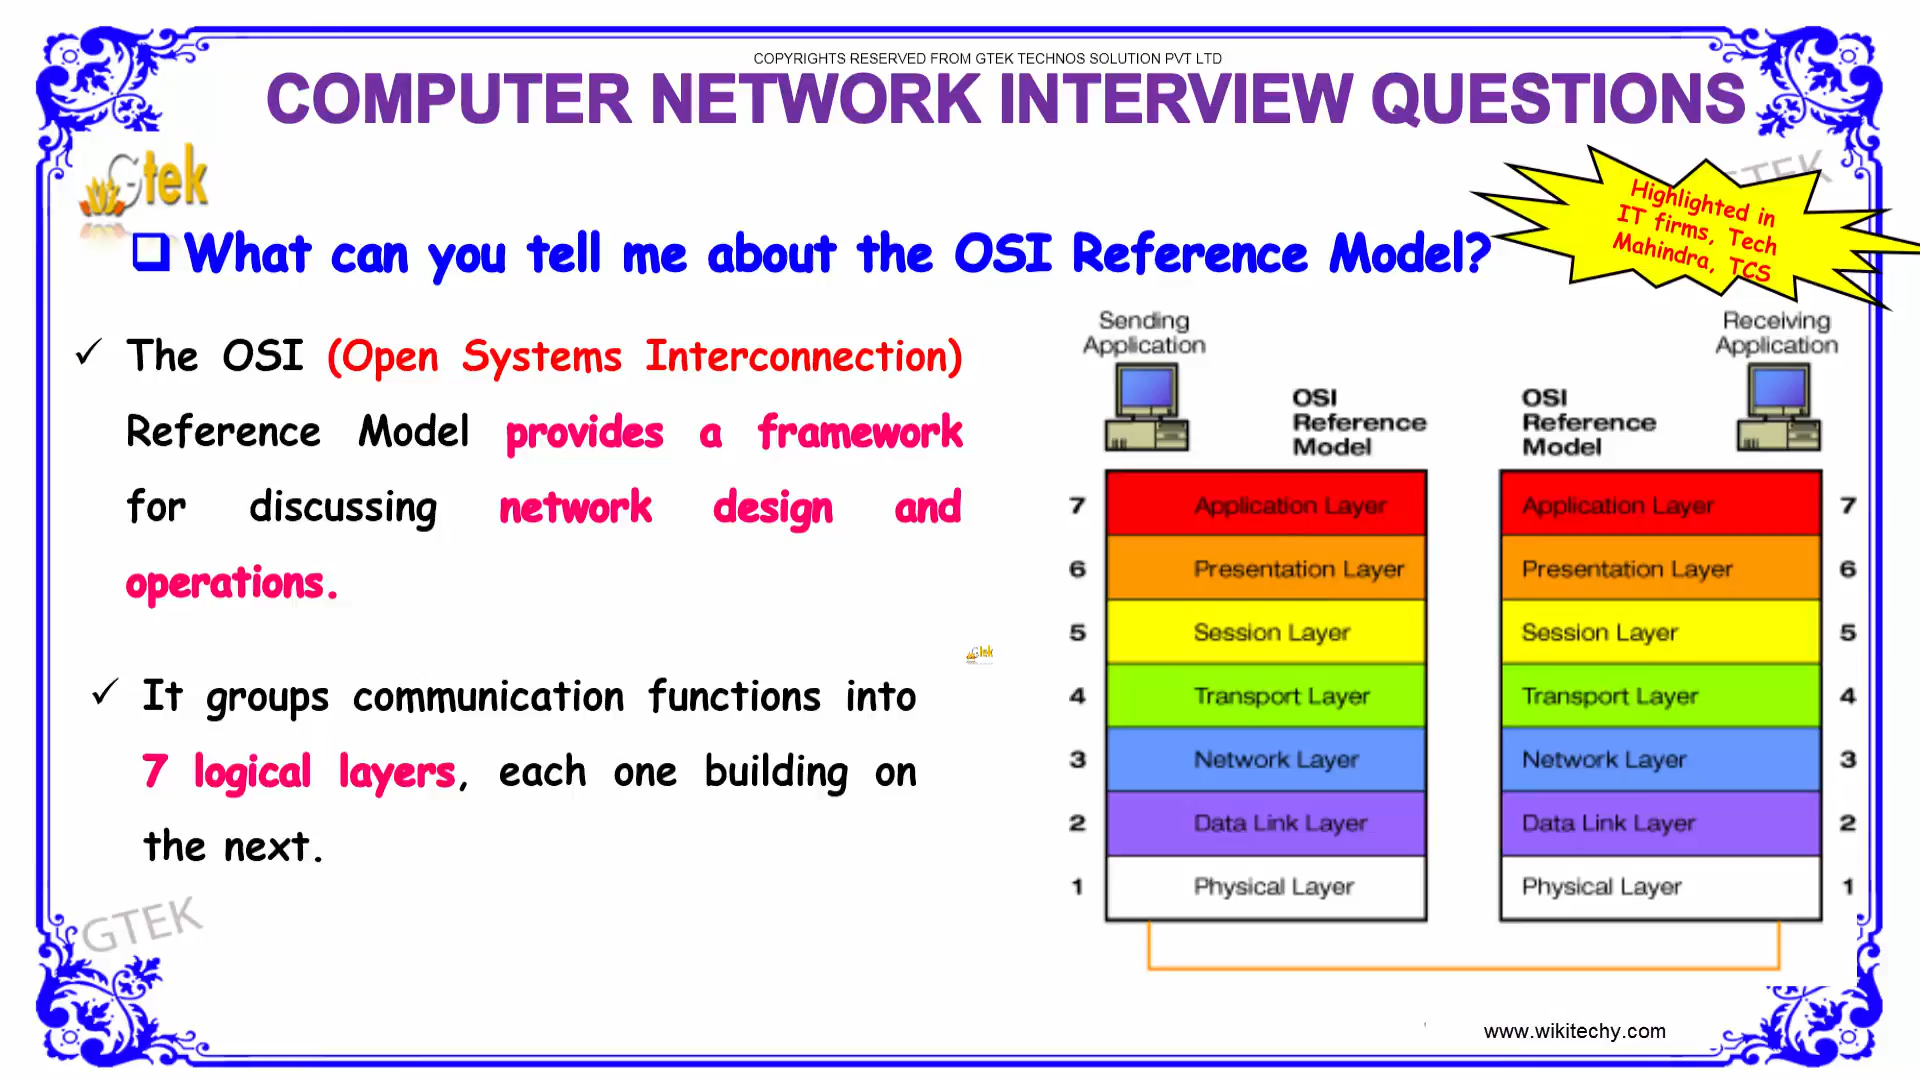 COPYRIGHTS RESERVED FROM GTEK TECHNOS SOLUTION PVT LTD
COMPUTER NETWORK INTERVIEW QUESTIONS
Gtek
GTEK
Highlighted in
IT firms, Tech
Mahindra, TCS
What can you tell me about the OSI Reference Model?
The OSI (Open Systems Interconnection)
Reference Model provides a framework
for discussing network design and
operations.
It groups communication functions into
7 logical layers, each one building on
the next.
Gtek
Sending
Application
Receiving
Application
OSI
Reference
Model
OSI
Reference
Model
7 Application Layer Application Layer 7
6 Presentation Layer Presentation Layer 6
5 Session Layer Session Layer 5
4 Transport Layer Transport Layer 4
3 Network Layer Network Layer 3
2 Data Link Layer Data Link Layer 2
1 Physical Layer Physical Layer 1
GTEK
www.wikitechy.com